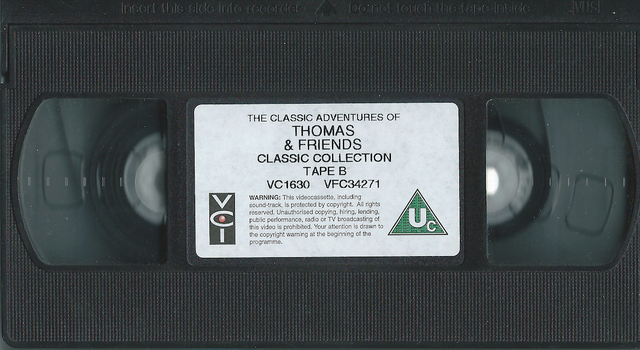 Insert this side into recorder Do not touch the tape inside VHS
THE CLASSIC ADVENTURES OF
THOMAS
& FRIENDS
CLASSIC COLLECTION
TAPE B
VC1630 VFC34271
VCI
WARNING: This videocassette, including
sound-track, is protected by copyright. All rights
reserved. Unauthorised copying, hiring, lending,
public performance, radio or TV broadcasting of
this video is prohibited. Your attention is drawn to
the copyright warning at the beginning of the
programme.
Uc